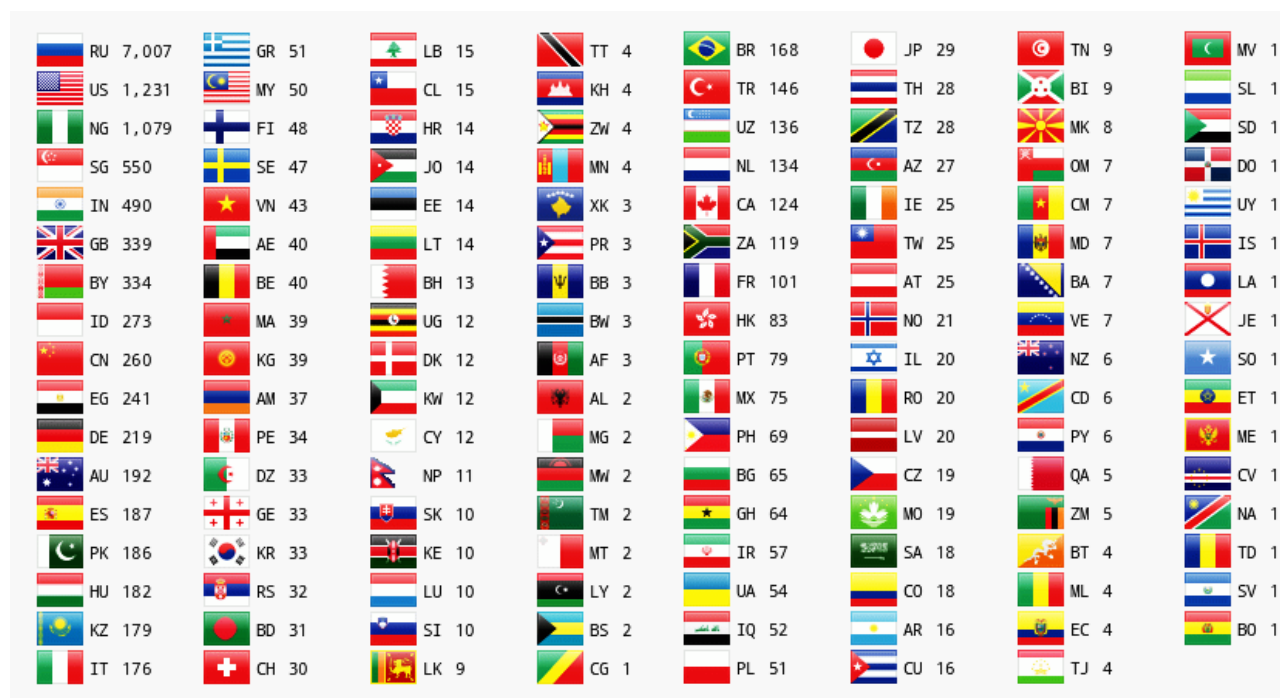 RU 7,007 GR 51 LB 15 TT 4 BR 168 JP 29 TN 9 MV 1
US 1,231 MY 50 CL 15 KH 4 TR 146 TH 28 BI 9 SL 1
NG 1,079 FI 48 HR 14 ZW 4 UZ 136 TZ 28 MK 8 SD 1
SG 550 SE 47 JO 14 MN 4 NL 134 AZ 27 OM 7 DO 1
IN 490 VN 43 EE 14 XK 3 CA 124 IE 25 CM 7 UY 1
GB 339 AE 40 LT 14 PR 3 ZA 119 TW 25 MD 7 IS 1
BY 334 BE 40 BH 13 BB 3 FR 101 AT 25 BA 7 LA 1
ID 273 MA 39 UG 12 BW 3 HK 83 NO 21 VE 7 JE 1
CN 260 KG 39 DK 12 AF 3 PT 79 IL 20 NZ 6 SO 1
EG 241 AM 37 KW 12 AL 2 MX 75 RO 20 CD 6 ET 1
DE 219 PE 34 CY 12 MG 2 PH 69 LV 20 PY 6 ME 1
AU 192 DZ 33 NP 11 MW 2 BG 65 CZ 19 QA 5 CV 1
ES 187 GE 33 SK 10 TM 2 GH 64 MO 19 ZM 5 NA 1
PK 186 KR 33 KE 10 MT 2 IR 57 SA 18 BT 4 TD 1
HU 182 RS 32 LU 10 LY 2 UA 54 CO 18 ML 4 SV 1
KZ 179 BD 31 SI 10 BS 2 IQ 52 AR 16 EC 4 BO 1
IT 176 CH 30 LK 9 CG 1 PL 51 CU 16 TJ 4